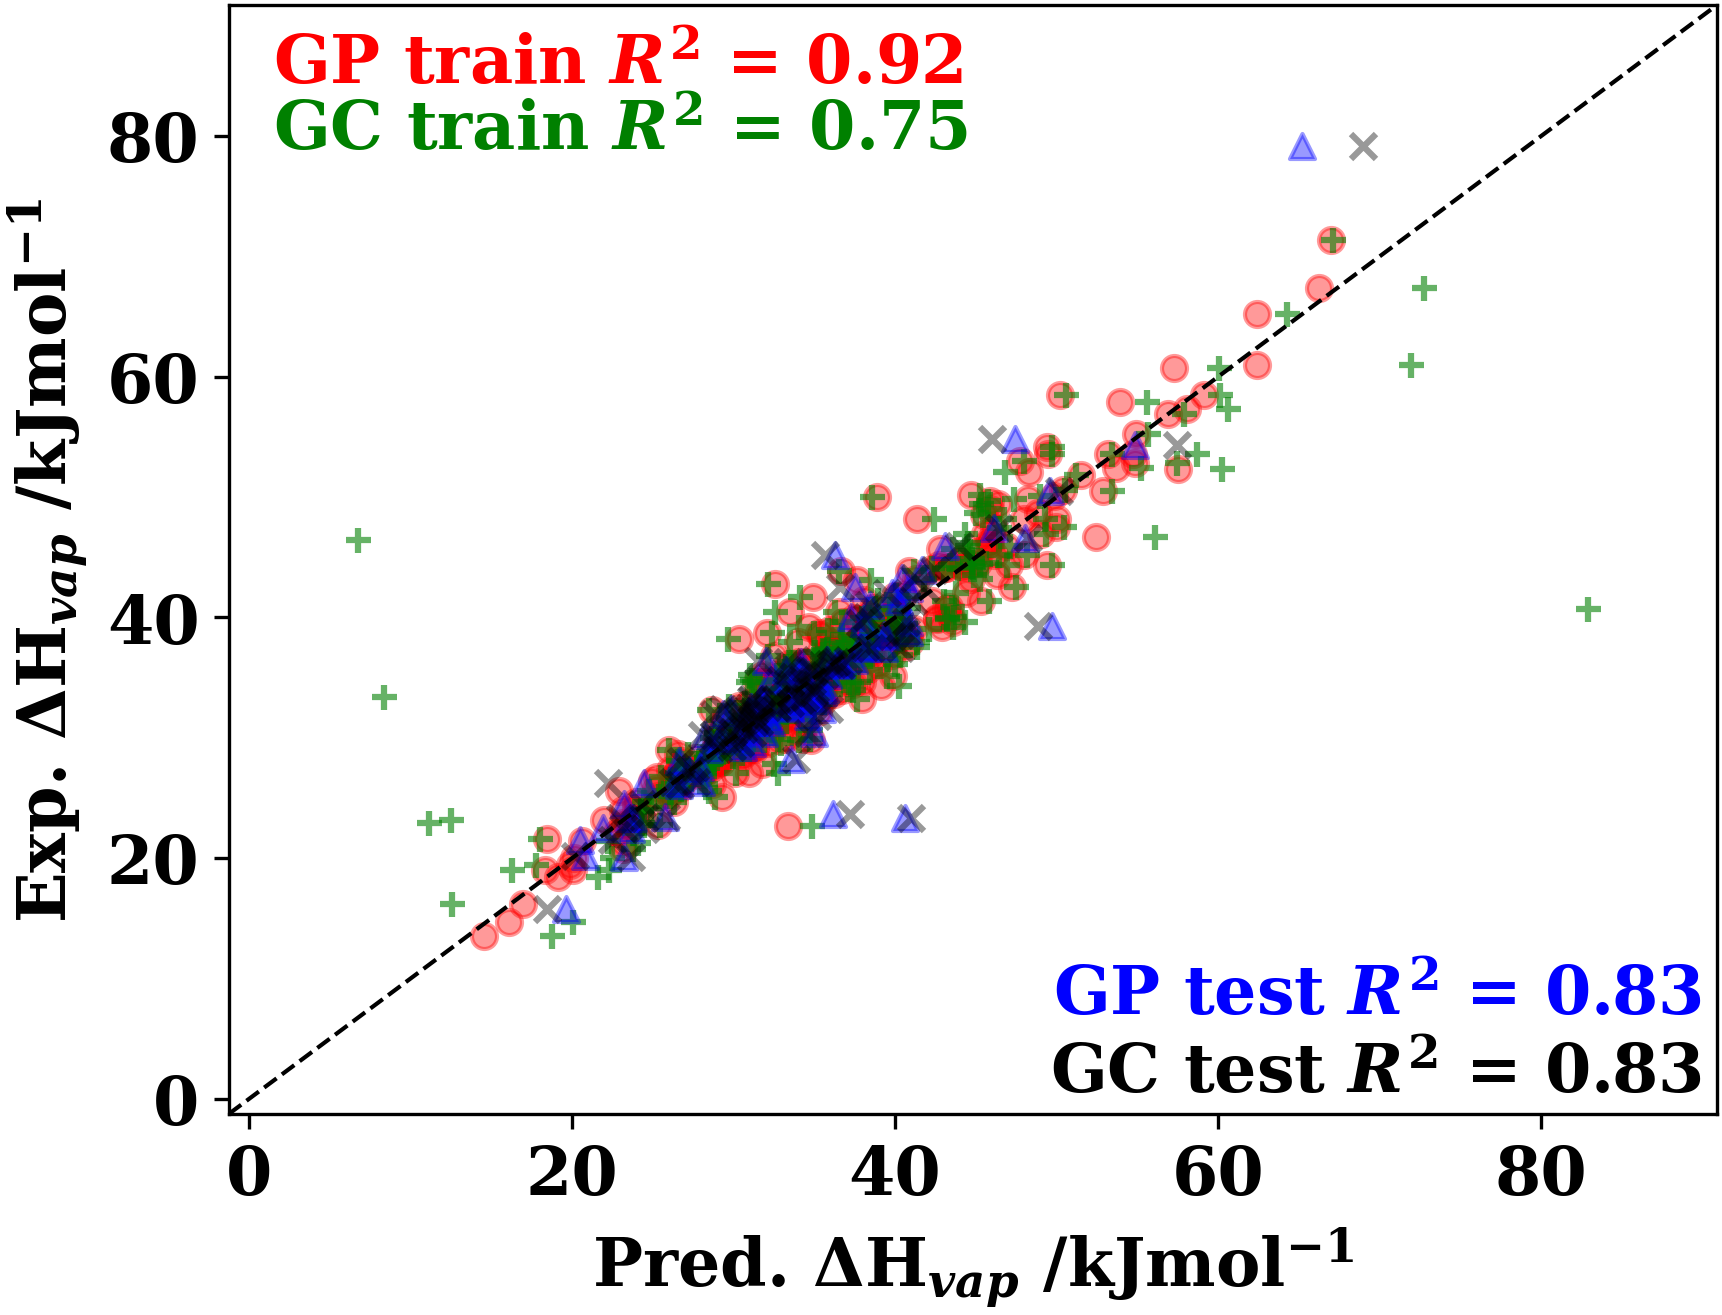 GP train R² = 0.92
GC train R² = 0.75
80
60
40
20
0
Exp. ΔH_vap /kJmol⁻¹
GP test R² = 0.83
GC test R² = 0.83
0 20 40 60 80
Pred. ΔH_vap /kJmol⁻¹